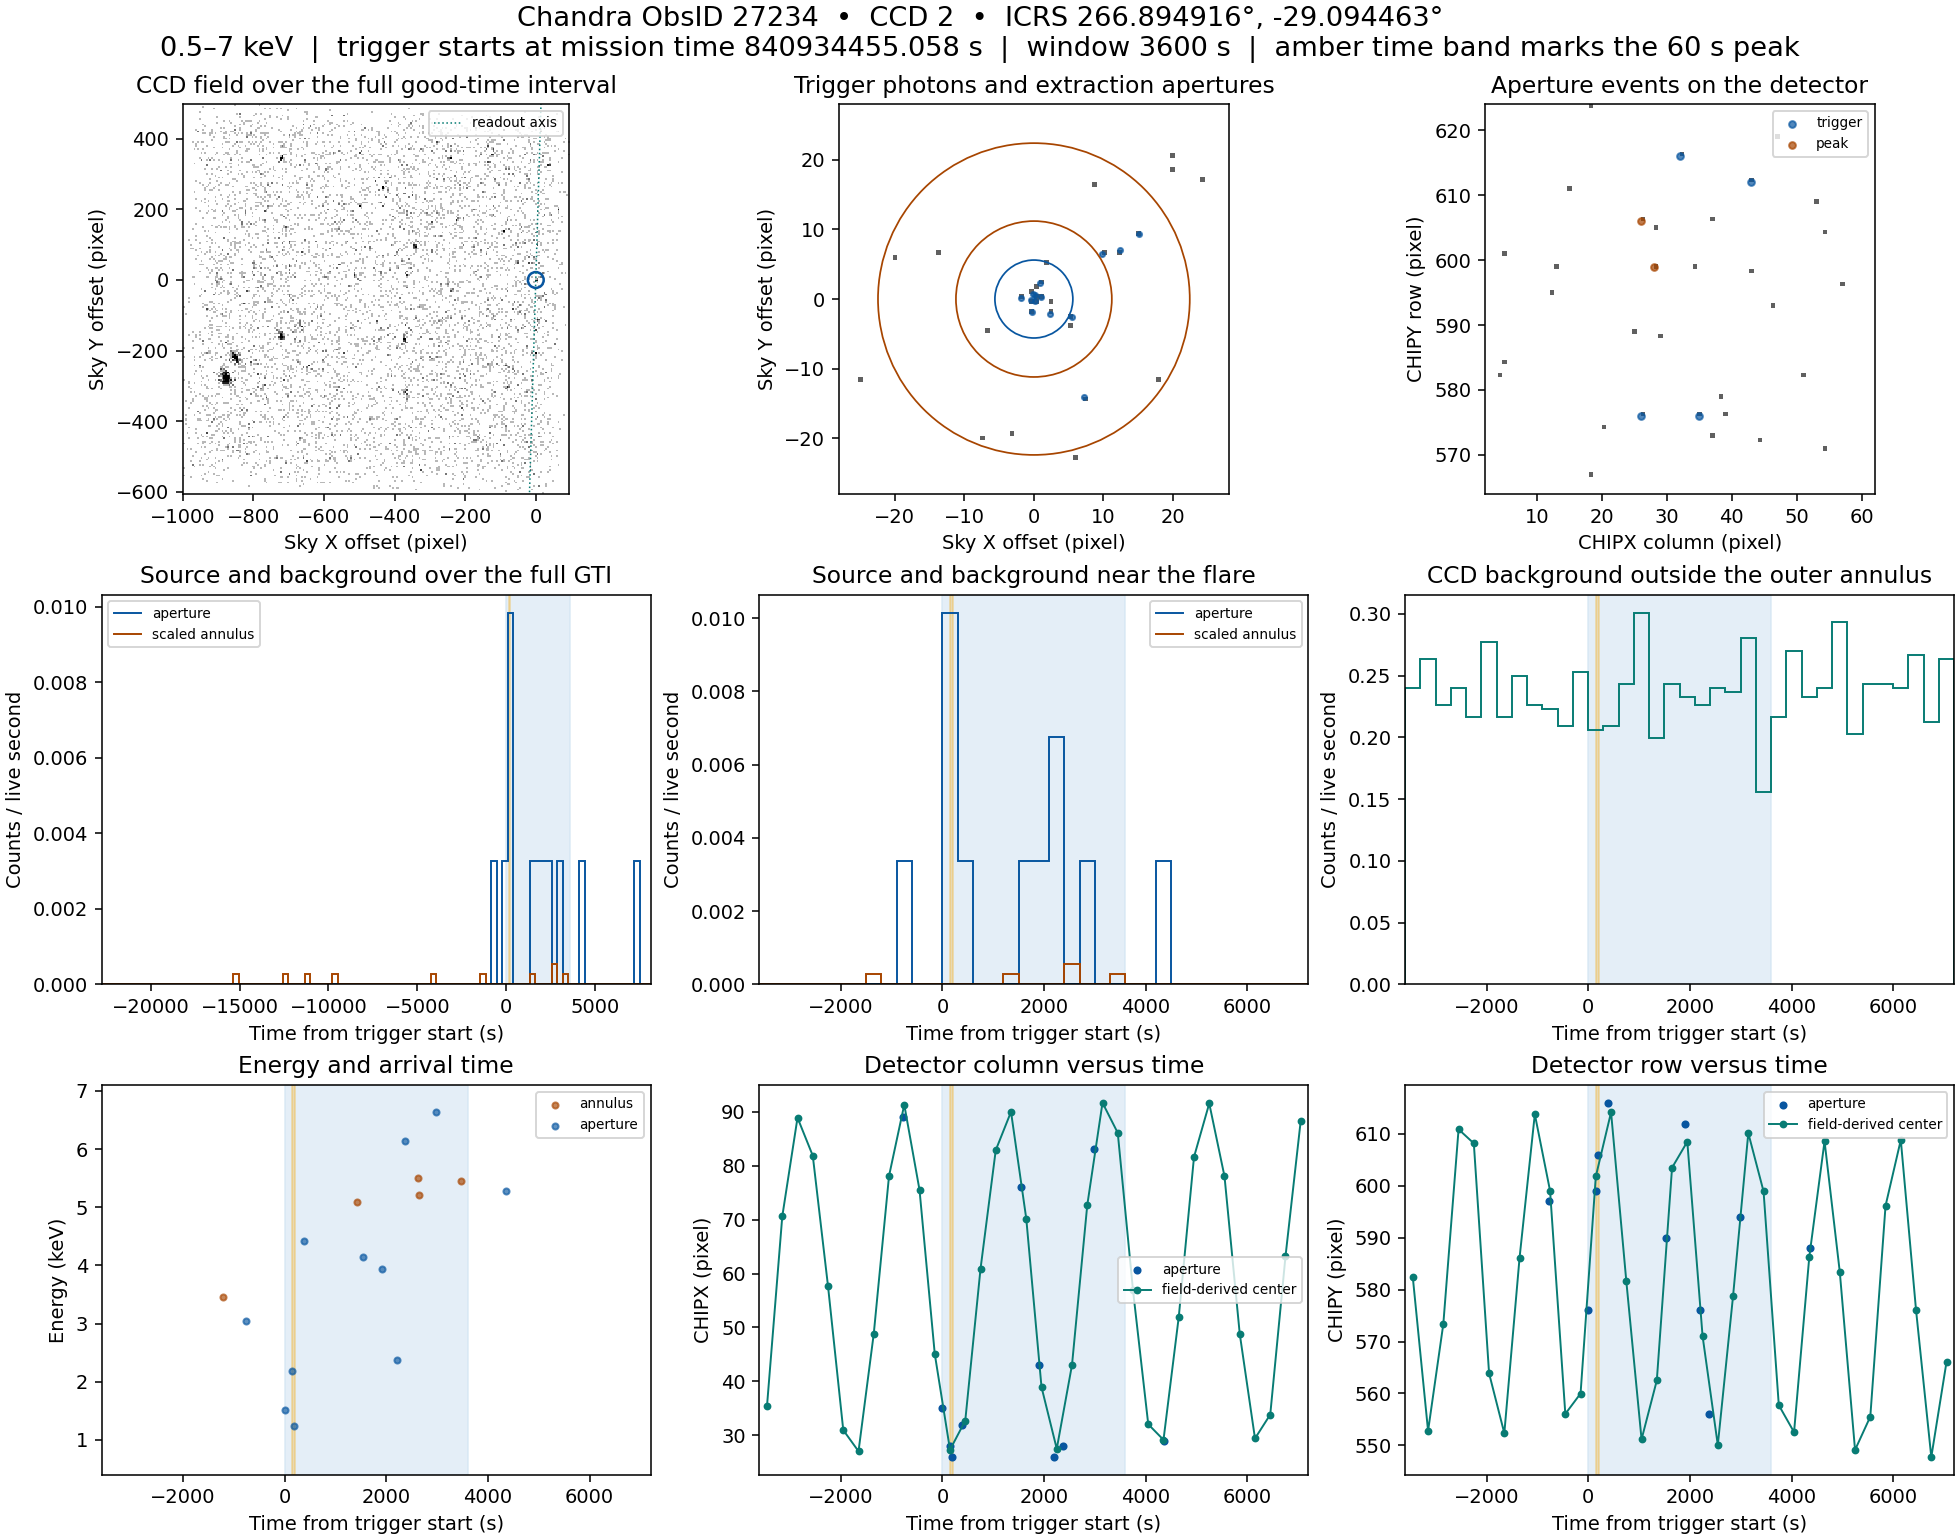 Chandra ObsID 27234 • CCD 2 • ICRS 266.894916°, -29.094463°
0.5–7 keV | trigger starts at mission time 840934455.058 s | window 3600 s | amber time band marks the 60 s peak
CCD field over the full good-time interval
readout axis
400
200
0
−200
−400
−600
−1000
−800
−600
−400
−200
0
Sky Y offset (pixel)
Sky X offset (pixel)
Trigger photons and extraction apertures
20
10
0
−10
−20
−20
−10
0
10
20
Sky Y offset (pixel)
Sky X offset (pixel)
Aperture events on the detector
trigger
peak
620
610
600
590
580
570
10
20
30
40
50
60
CHIPY row (pixel)
CHIPX column (pixel)
Source and background over the full GTI
aperture
scaled annulus
0.010
0.008
0.006
0.004
0.002
0.000
−20000
−15000
−10000
−5000
0
5000
Counts / live second
Time from trigger start (s)
Source and background near the flare
aperture
scaled annulus
0.010
0.008
0.006
0.004
0.002
0.000
−2000
0
2000
4000
6000
Counts / live second
Time from trigger start (s)
CCD background outside the outer annulus
0.30
0.25
0.20
0.15
0.10
0.05
0.00
−2000
0
2000
4000
6000
Counts / live second
Time from trigger start (s)
Energy and arrival time
annulus
aperture
7
6
5
4
3
2
1
−2000
0
2000
4000
6000
Energy (keV)
Time from trigger start (s)
Detector column versus time
aperture
field-derived center
90
80
70
60
50
40
30
−2000
0
2000
4000
6000
CHIPX (pixel)
Time from trigger start (s)
Detector row versus time
aperture
field-derived center
610
600
590
580
570
560
550
−2000
0
2000
4000
6000
CHIPY (pixel)
Time from trigger start (s)